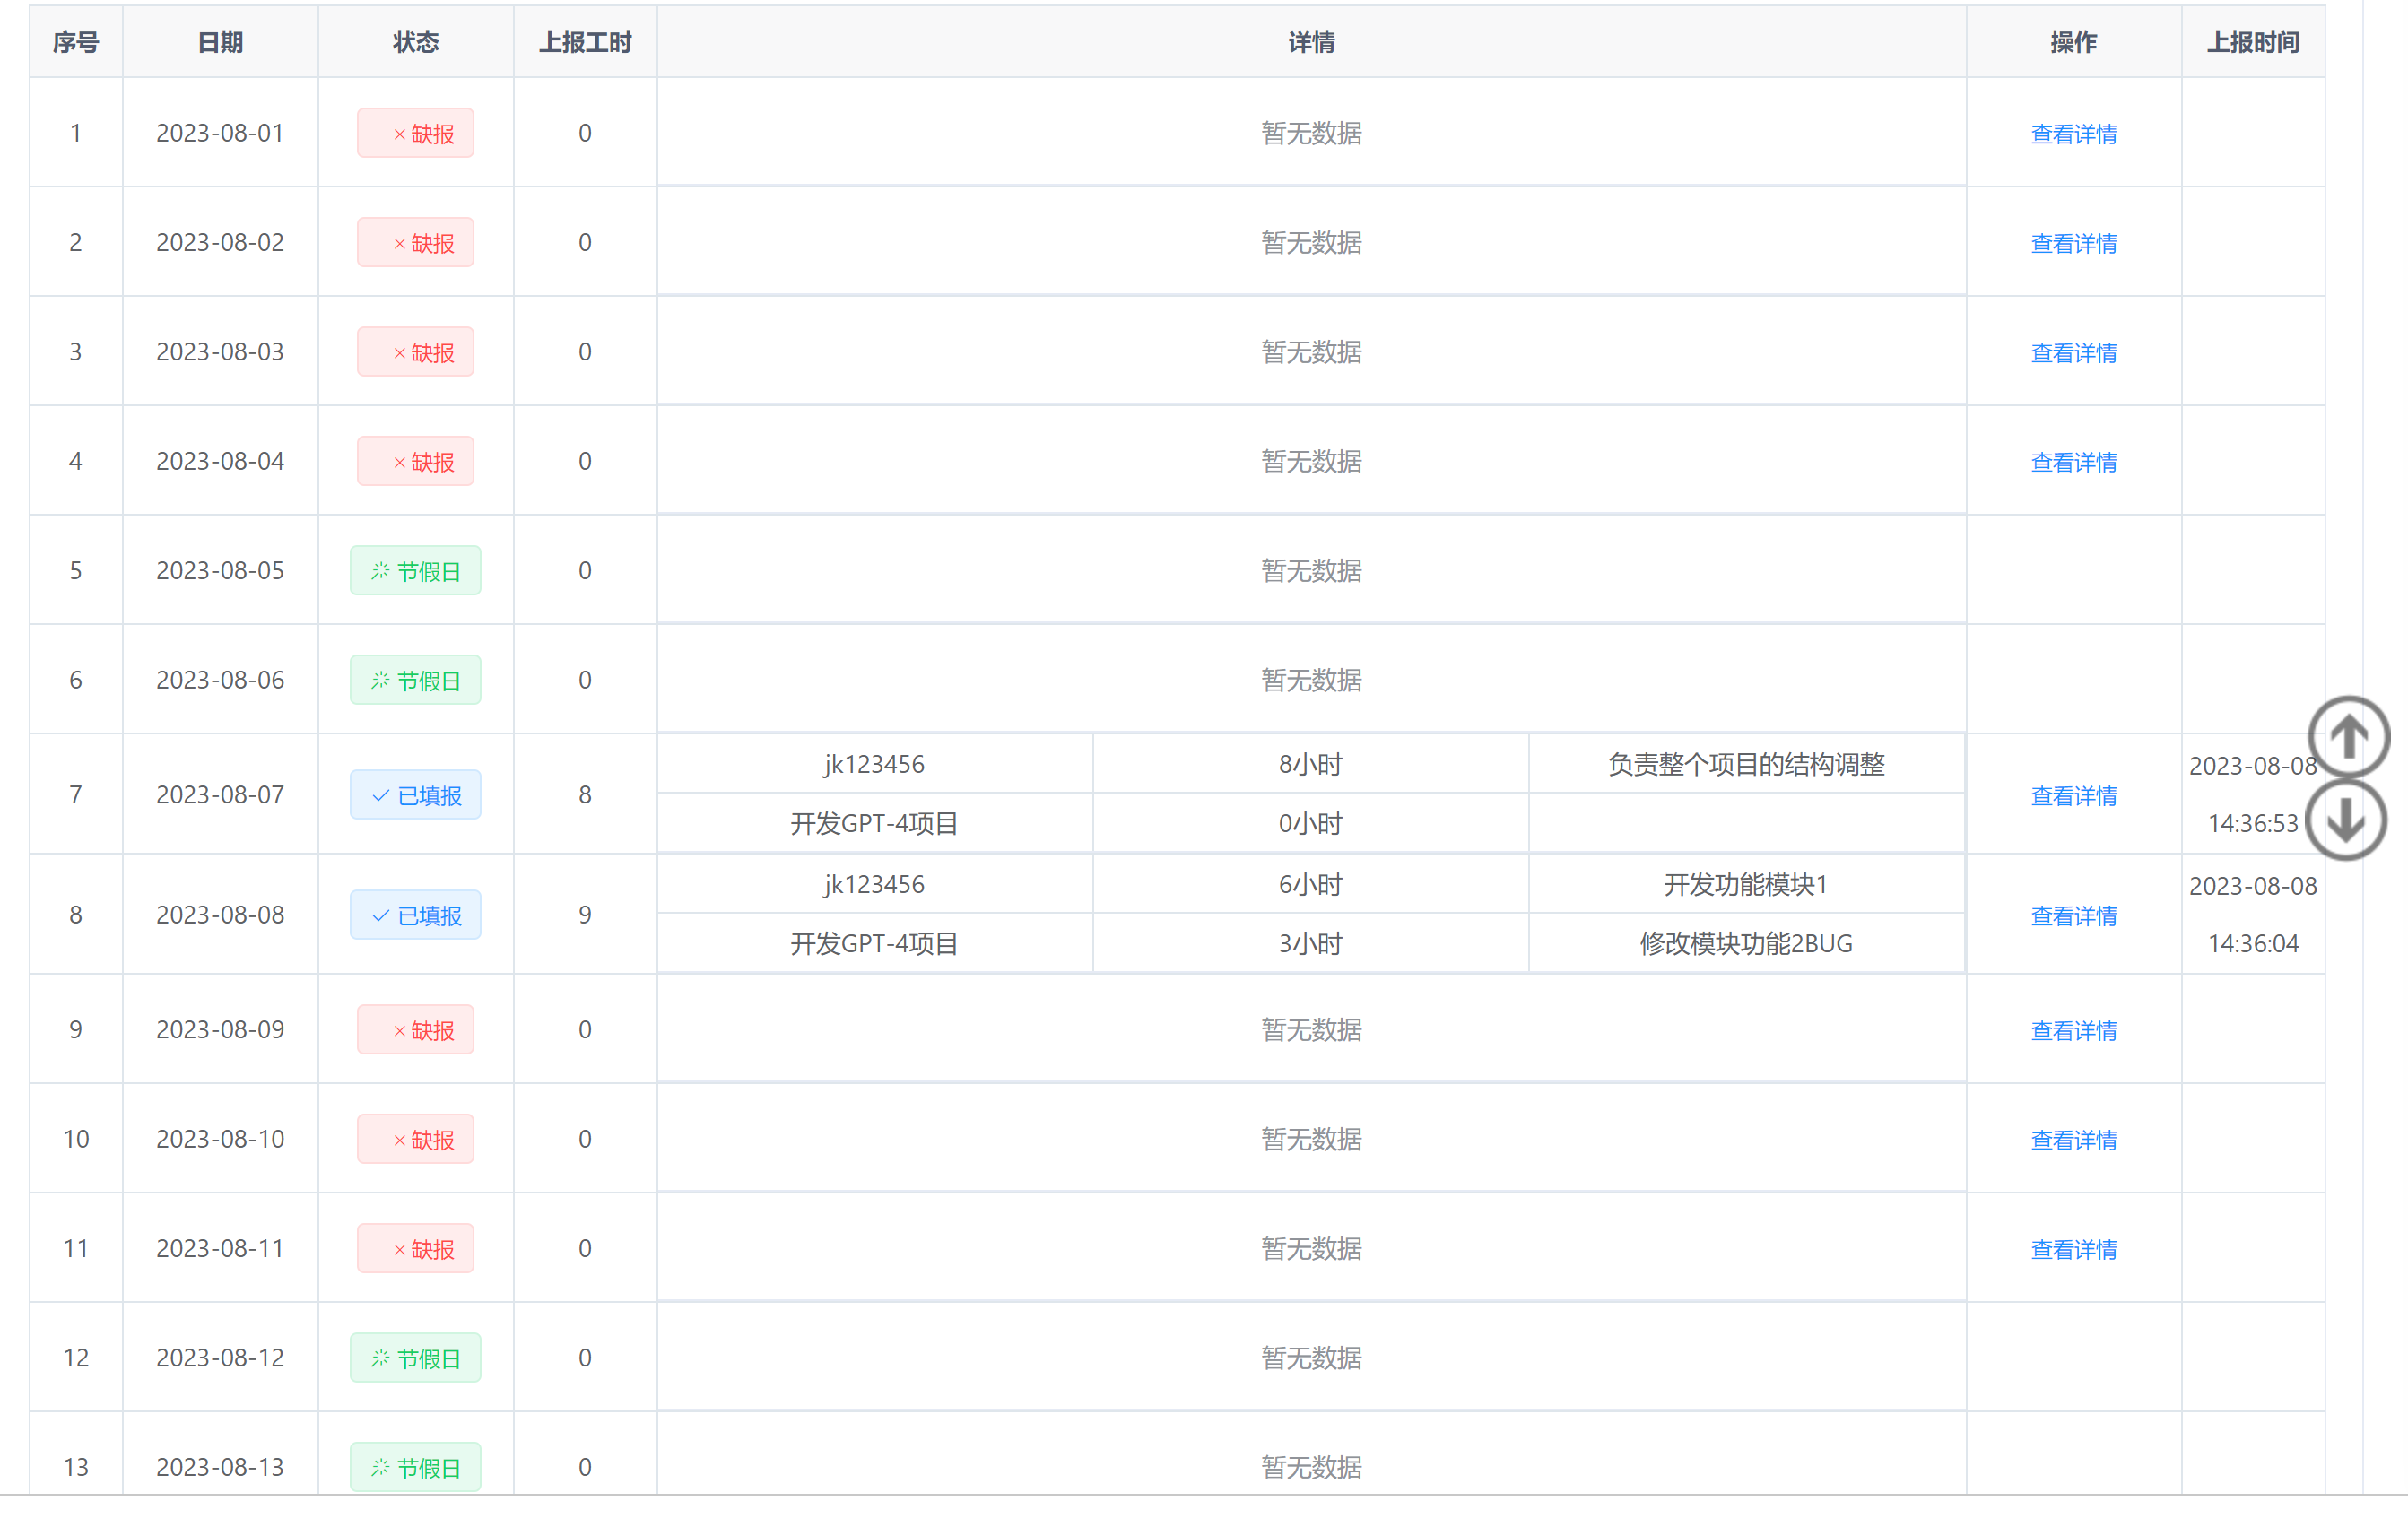 序号 日期 状态 上报工时 详情 操作 上报时间
1 2023-08-01 缺报 0 暂无数据 查看详情
2 2023-08-02 缺报 0 暂无数据 查看详情
3 2023-08-03 缺报 0 暂无数据 查看详情
4 2023-08-04 缺报 0 暂无数据 查看详情
5 2023-08-05 节假日 0 暂无数据
6 2023-08-06 节假日 0 暂无数据
7 2023-08-07 已填报 8 jk123456 8小时 负责整个项目的结构调整 查看详情 2023-08-08
开发GPT-4项目 0小时 14:36:53
8 2023-08-08 已填报 9 jk123456 6小时 开发功能模块1 查看详情 2023-08-08
开发GPT-4项目 3小时 修改模块功能2BUG 14:36:04
9 2023-08-09 缺报 0 暂无数据 查看详情
10 2023-08-10 缺报 0 暂无数据 查看详情
11 2023-08-11 缺报 0 暂无数据 查看详情
12 2023-08-12 节假日 0 暂无数据
13 2023-08-13 节假日 0 暂无数据